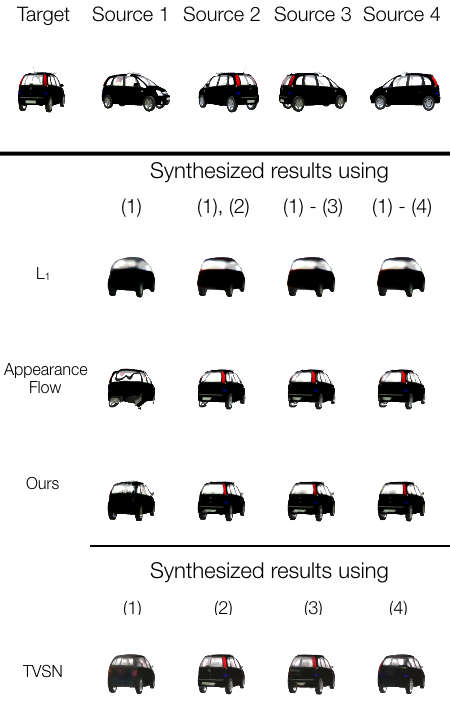 Target Source 1 Source 2 Source 3 Source 4
Synthesized results using
(1) (1), (2) (1) - (3) (1) - (4)
L₁
Appearance
Flow
Ours
Synthesized results using
(1) (2) (3) (4)
TVSN